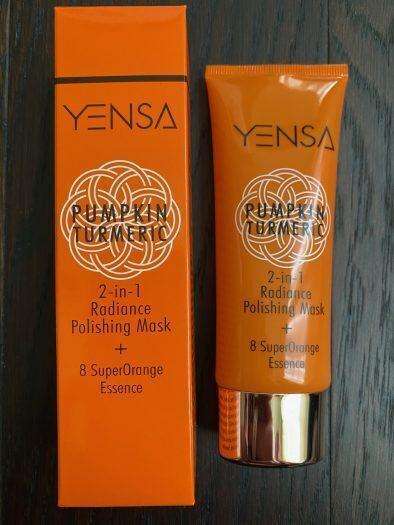 YENSA
PUMPKIN
TURMERIC
2-in-1
Radiance
Polishing Mask
+
8 SuperOrange
Essence
YENSA
PUMPKIN
TURMERIC
2-in-1
Radiance
Polishing Mask
+
8 SuperOrange
Essence